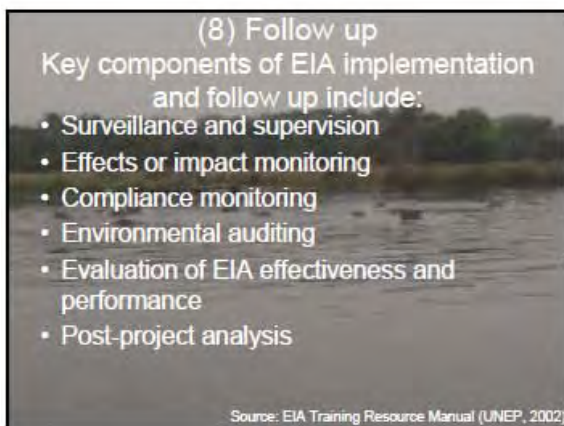 (8) Follow up
Key components of EIA implementation
and follow up include:
• Surveillance and supervision
• Effects or impact monitoring
• Compliance monitoring
• Environmental auditing
• Evaluation of EIA effectiveness and
performance
• Post-project analysis
Source: EIA Training Resource Manual (UNEP, 2002)